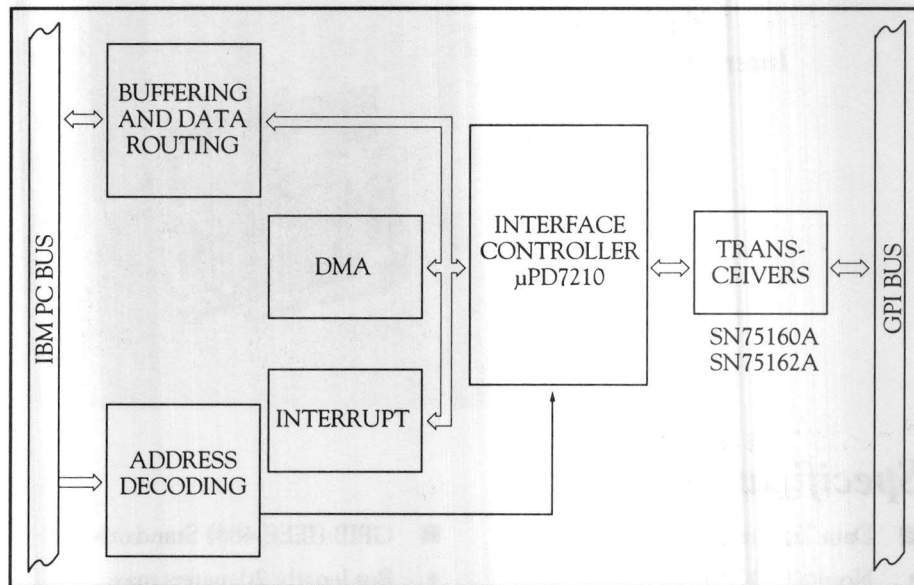 BUFFERING
AND DATA
ROUTING
IBM PC BUS
DMA
INTERFACE
CONTROLLER
µPD7210
TRANS-
CEIVERS
SN75160A
SN75162A
GPI BUS
INTERRUPT
ADDRESS
DECODING